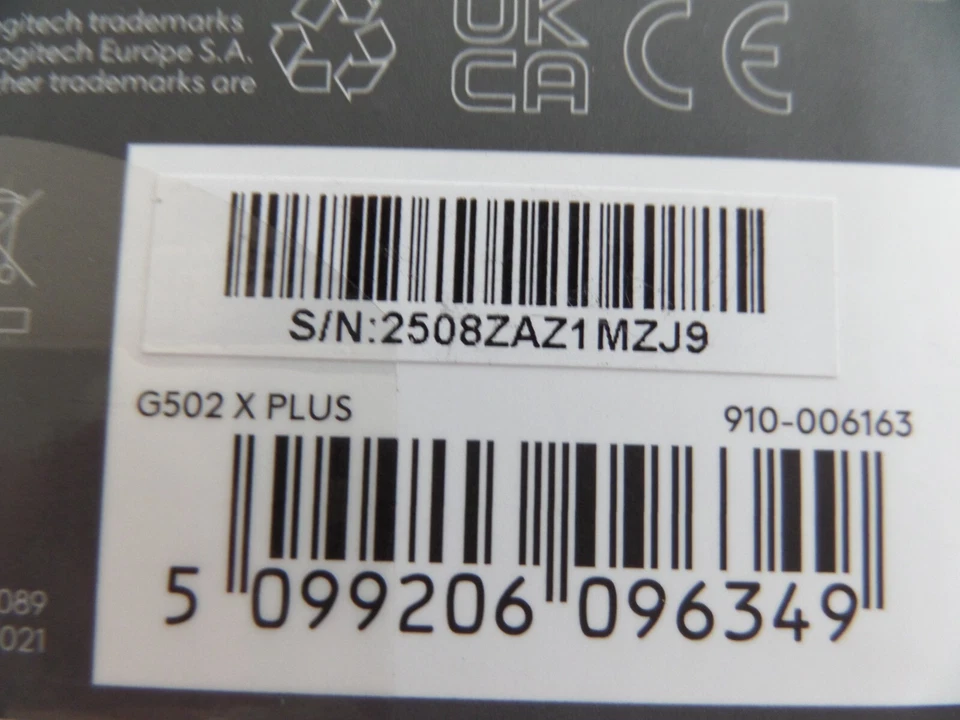 ogitech trademarks
ogitech Europe S.A.
her trademarks are
UK
CA
CE
S/N:2508ZAZ1MZJ9
G502 X PLUS
910-006163
5 099206 096349
089
021